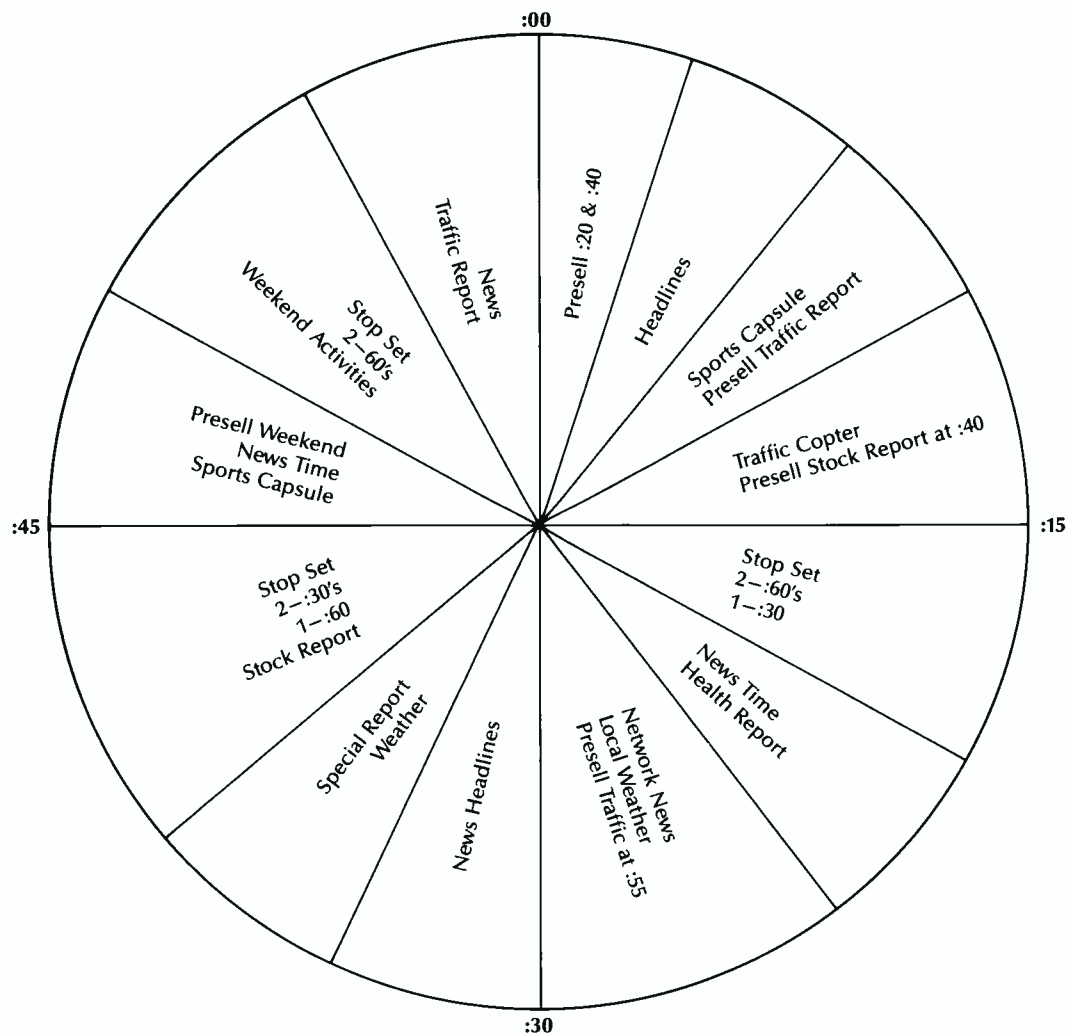 :00
Presell :20 & :40
Headlines
Sports Capsule
Presell Traffic Report
Traffic Copter
Presell Stock Report at :40
:15
Stop Set
2–:60's
1–:30
News Time
Health Report
Network News
Local Weather
Presell Traffic at :55
:30
News Headlines
Special Report
Weather
Stop Set
2–:30's
1–:60
Stock Report
:45
Presell Weekend
News Time
Sports Capsule
Stop Set
2–60's
Weekend Activities
News
Traffic Report